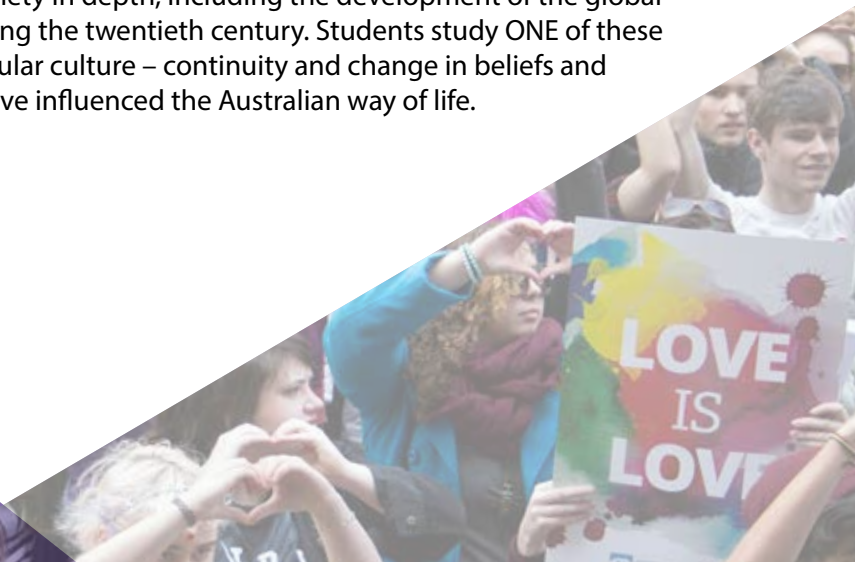 ety in depth, including the development of the global
ng the twentieth century. Students study ONE of these
ular culture – continuity and change in beliefs and
ve influenced the Australian way of life.
LOVE
IS
LOVE